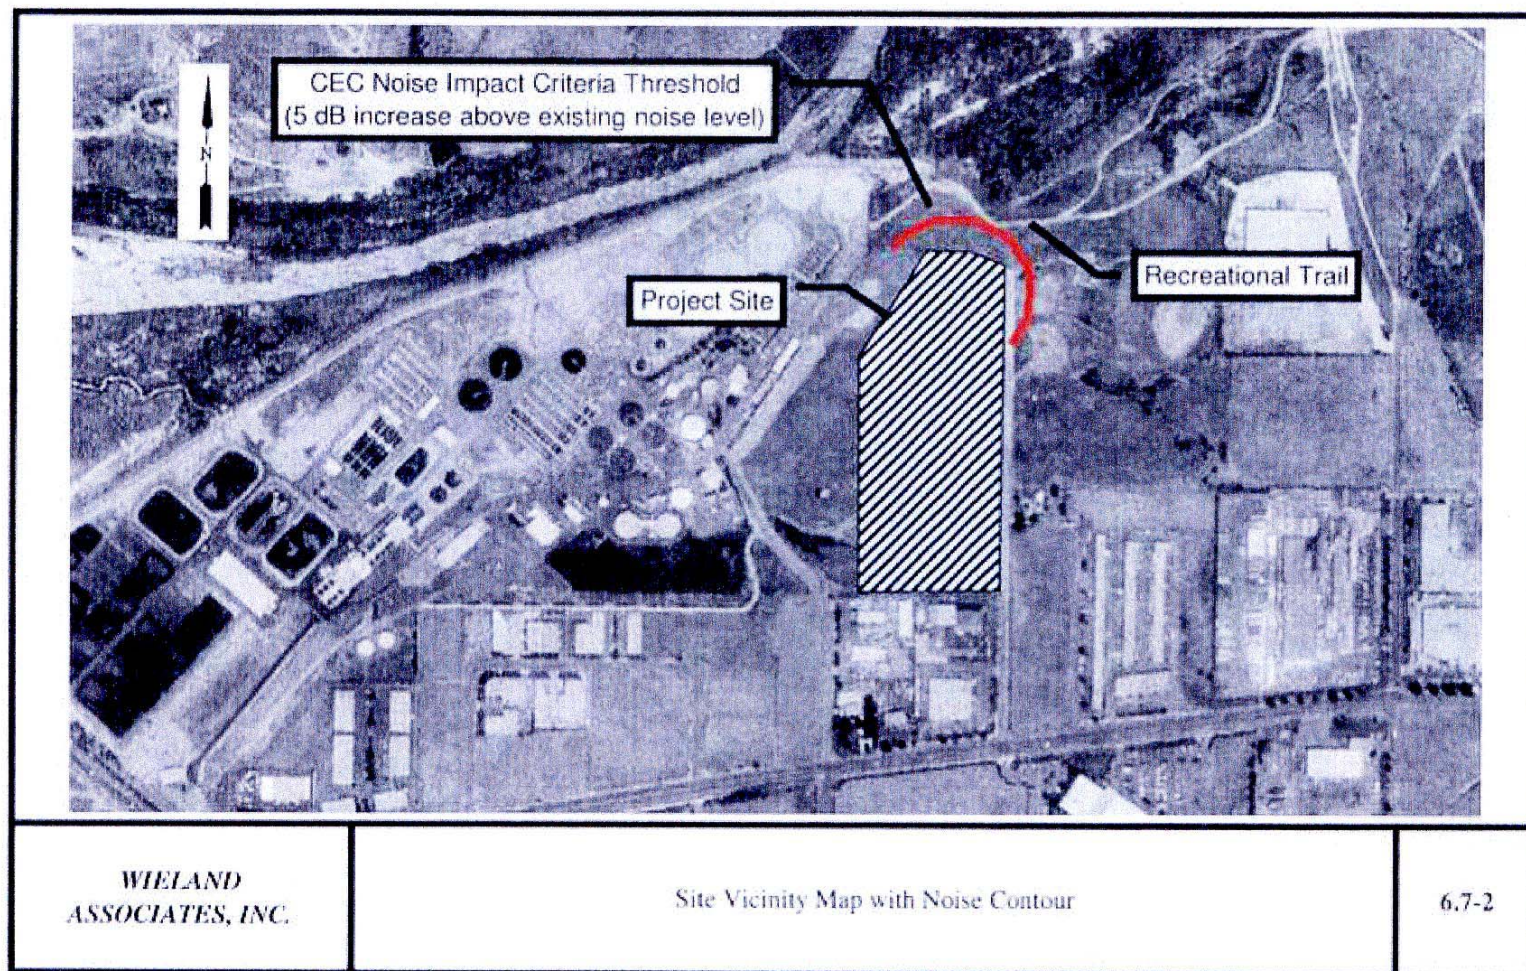 CEC Noise Impact Criteria Threshold
(5 dB increase above existing noise level)
N
Recreational Trail
Project Site
WIELAND
ASSOCIATES, INC.
Site Vicinity Map with Noise Contour
6.7-2